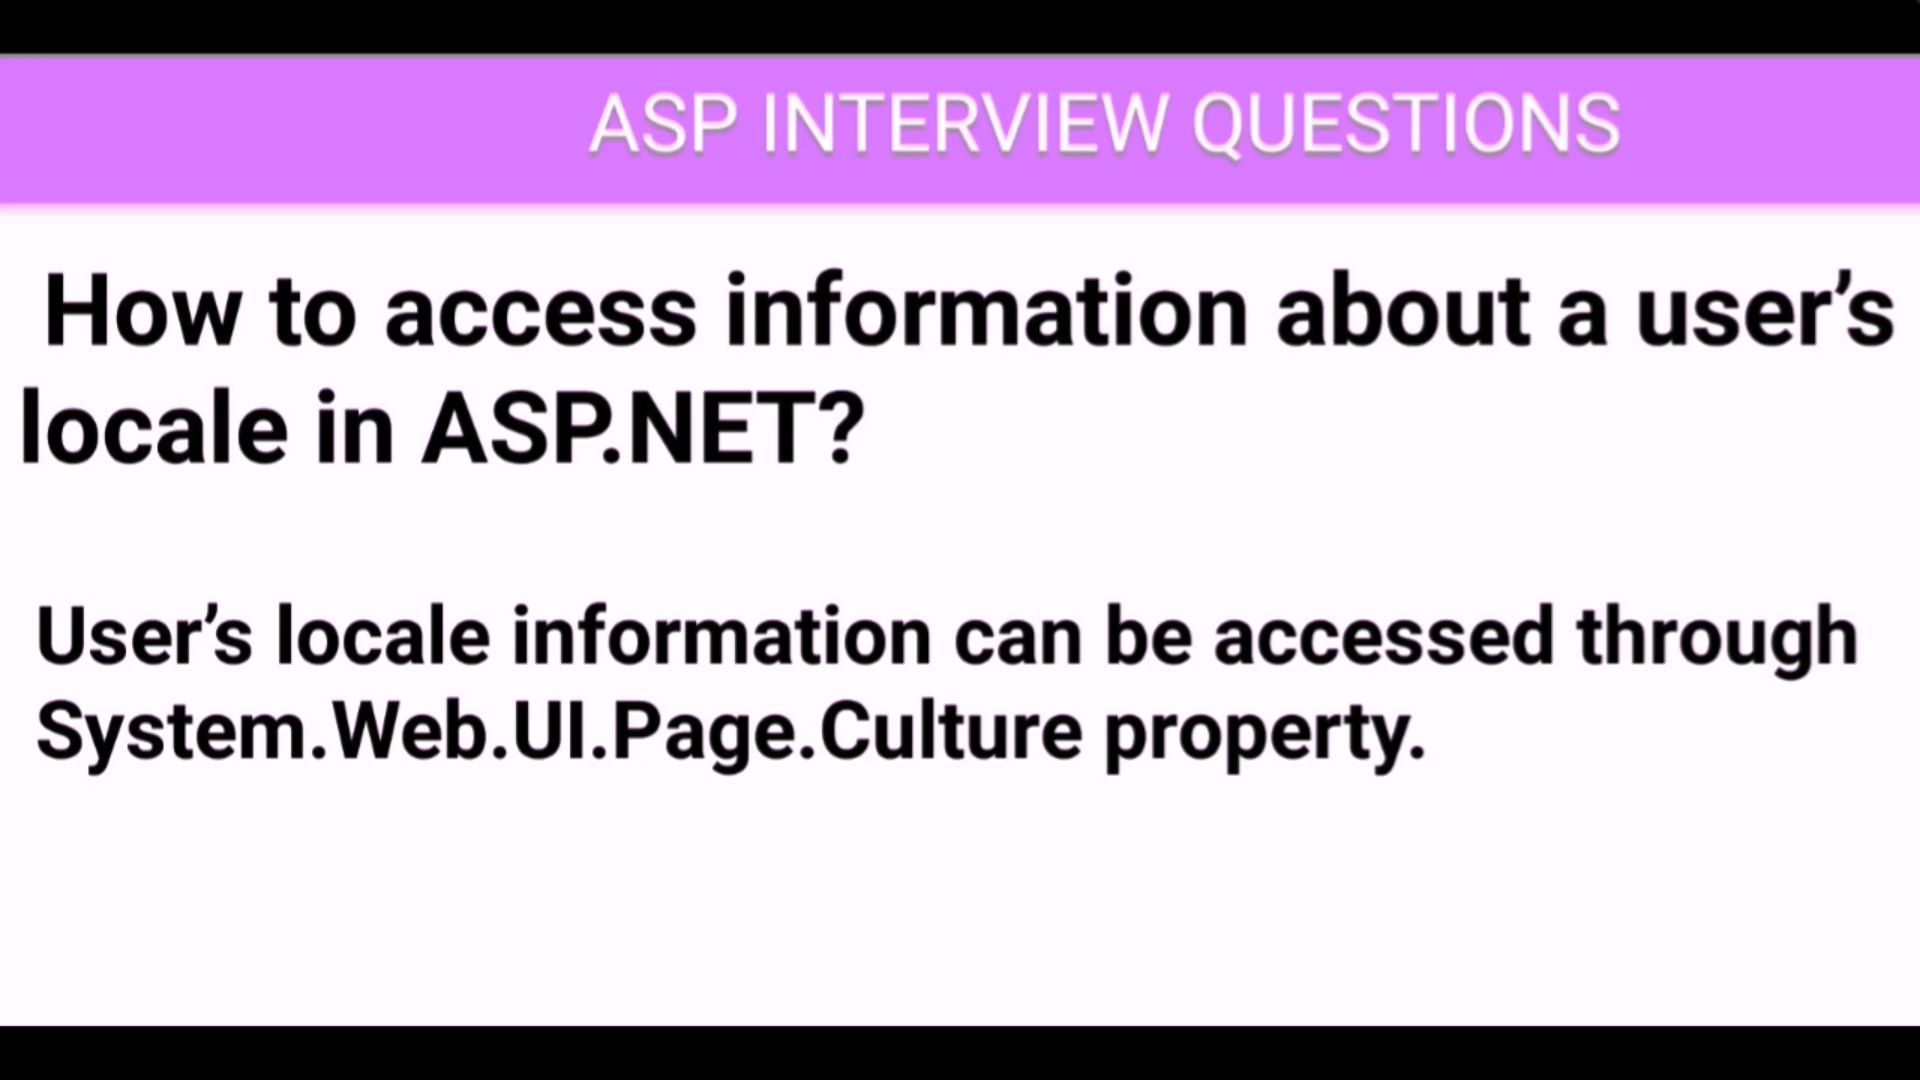 ASP INTERVIEW QUESTIONS
How to access information about a user’s
locale in ASP.NET?
User’s locale information can be accessed through
System.Web.UI.Page.Culture property.